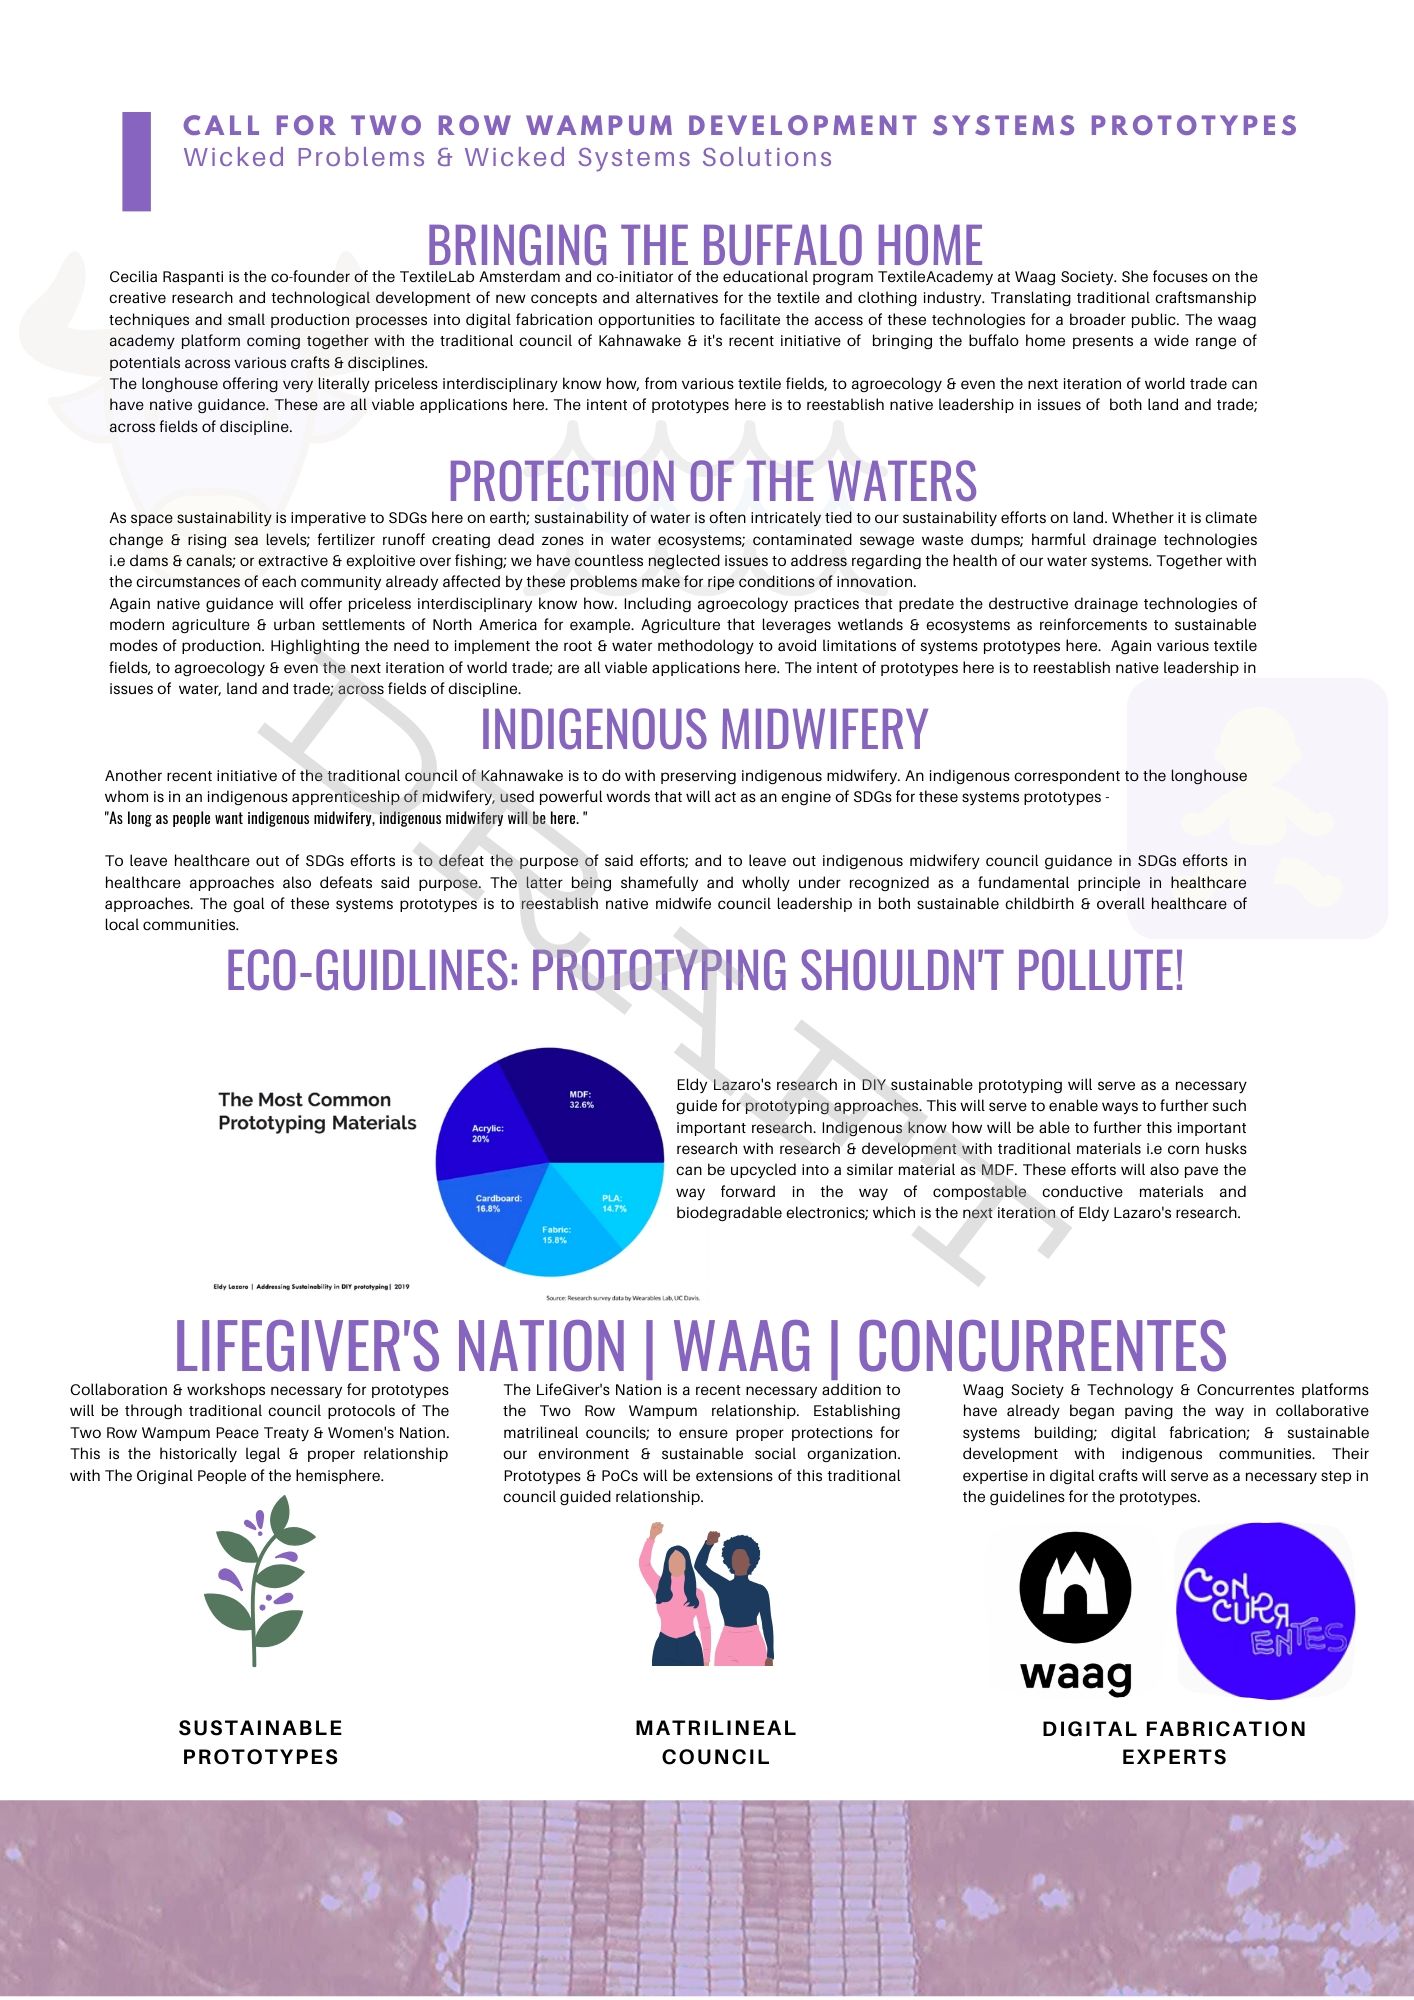 CALL FOR TWO ROW WAMPUM DEVELOPMENT SYSTEMS PROTOTYPES
Wicked Problems & Wicked Systems Solutions
BRINGING THE BUFFALO HOME
Cecilia Raspanti is the co-founder of the TextileLab Amsterdam and co-initiator of the educational program TextileAcademy at Waag Society. She focuses on the
creative research and technological development of new concepts and alternatives for the textile and clothing industry. Translating traditional craftsmanship
techniques and small production processes into digital fabrication opportunities to facilitate the access of these technologies for a broader public. The waag
academy platform coming together with the traditional council of Kahnawake & it's recent initiative of bringing the buffalo home presents a wide range of
potentials across various crafts & disciplines.
The longhouse offering very literally priceless interdisciplinary know how, from various textile fields, to agroecology & even the next iteration of world trade can
have native guidance. These are all viable applications here. The intent of prototypes here is to reestablish native leadership in issues of both land and trade;
across fields of discipline.
PROTECTION OF THE WATERS
As space sustainability is imperative to SDGs here on earth; sustainability of water is often intricately tied to our sustainability efforts on land. Whether it is climate
change & rising sea levels; fertilizer runoff creating dead zones in water ecosystems; contaminated sewage waste dumps; harmful drainage technologies
i.e dams & canals; or extractive & exploitive over fishing; we have countless neglected issues to address regarding the health of our water systems. Together with
the circumstances of each community already affected by these problems make for ripe conditions of innovation.
Again native guidance will offer priceless interdisciplinary know how. Including agroecology practices that predate the destructive drainage technologies of
modern agriculture & urban settlements of North America for example. Agriculture that leverages wetlands & ecosystems as reinforcements to sustainable
modes of production. Highlighting the need to implement the root & water methodology to avoid limitations of systems prototypes here. Again various textile
fields, to agroecology & even the next iteration of world trade; are all viable applications here. The intent of prototypes here is to reestablish native leadership in
issues of water, land and trade; across fields of discipline.
INDIGENOUS MIDWIFERY
Another recent initiative of the traditional council of Kahnawake is to do with preserving indigenous midwifery. An indigenous correspondent to the longhouse
whom is in an indigenous apprenticeship of midwifery, used powerful words that will act as an engine of SDGs for these systems prototypes -
"As long as people want indigenous midwifery, indigenous midwifery will be here. "
To leave healthcare out of SDGs efforts is to defeat the purpose of said efforts; and to leave out indigenous midwifery council guidance in SDGs efforts in
healthcare approaches also defeats said purpose. The latter being shamefully and wholly under recognized as a fundamental principle in healthcare
approaches. The goal of these systems prototypes is to reestablish native midwife council leadership in both sustainable childbirth & overall healthcare of
local communities.
DRAFT
ECO-GUIDLINES: PROTOTYPING SHOULDN'T POLLUTE!
The Most Common
Prototyping Materials
MDF:
32.6%
Acrylic:
20%
Cardboard:
16.8%
PLA:
14.7%
Fabric:
15.8%
Eldy Lazaro | Addressing Sustainability in DIY prototyping| 2019
Source: Research survey data by Wearables Lab, UC Davis.
Eldy Lazaro's research in DIY sustainable prototyping will serve as a necessary
guide for prototyping approaches. This will serve to enable ways to further such
important research. Indigenous know how will be able to further this important
research with research & development with traditional materials i.e corn husks
can be upcycled into a similar material as MDF. These efforts will also pave the
way forward in the way of compostable conductive materials and
biodegradable electronics; which is the next iteration of Eldy Lazaro's research.
LIFEGIVER'S NATION | WAAG | CONCURRENTES
Collaboration & workshops necessary for prototypes
will be through traditional council protocols of The
Two Row Wampum Peace Treaty & Women's Nation.
This is the historically legal & proper relationship
with The Original People of the hemisphere.
The LifeGiver's Nation is a recent necessary addition to
the Two Row Wampum relationship. Establishing
matrilineal councils; to ensure proper protections for
our environment & sustainable social organization.
Prototypes & PoCs will be extensions of this traditional
council guided relationship.
Waag Society & Technology & Concurrentes platforms
have already began paving the way in collaborative
systems building; digital fabrication; & sustainable
development with indigenous communities. Their
expertise in digital crafts will serve as a necessary step in
the guidelines for the prototypes.
waag
CON
CURR
ENTES
SUSTAINABLE
PROTOTYPES
MATRILINEAL
COUNCIL
DIGITAL FABRICATION
EXPERTS